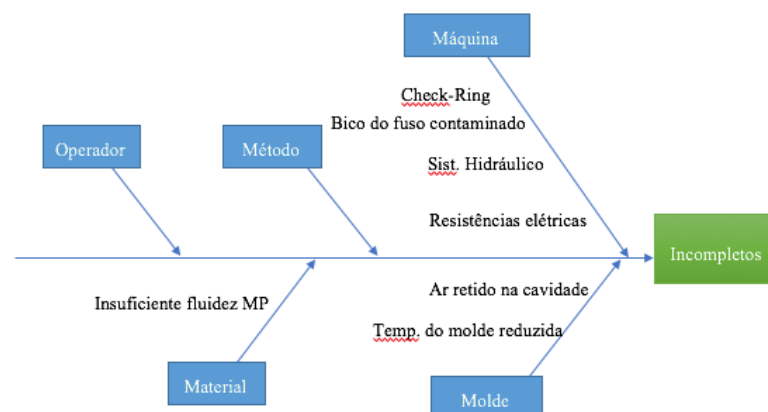 Máquina
Check-Ring
Bico do fuso contaminado
Operador
Método
Sist. Hidráulico
Resistências elétricas
Incompletos
Insuficiente fluidez MP
Ar retido na cavidade
Temp. do molde reduzida
Material
Molde